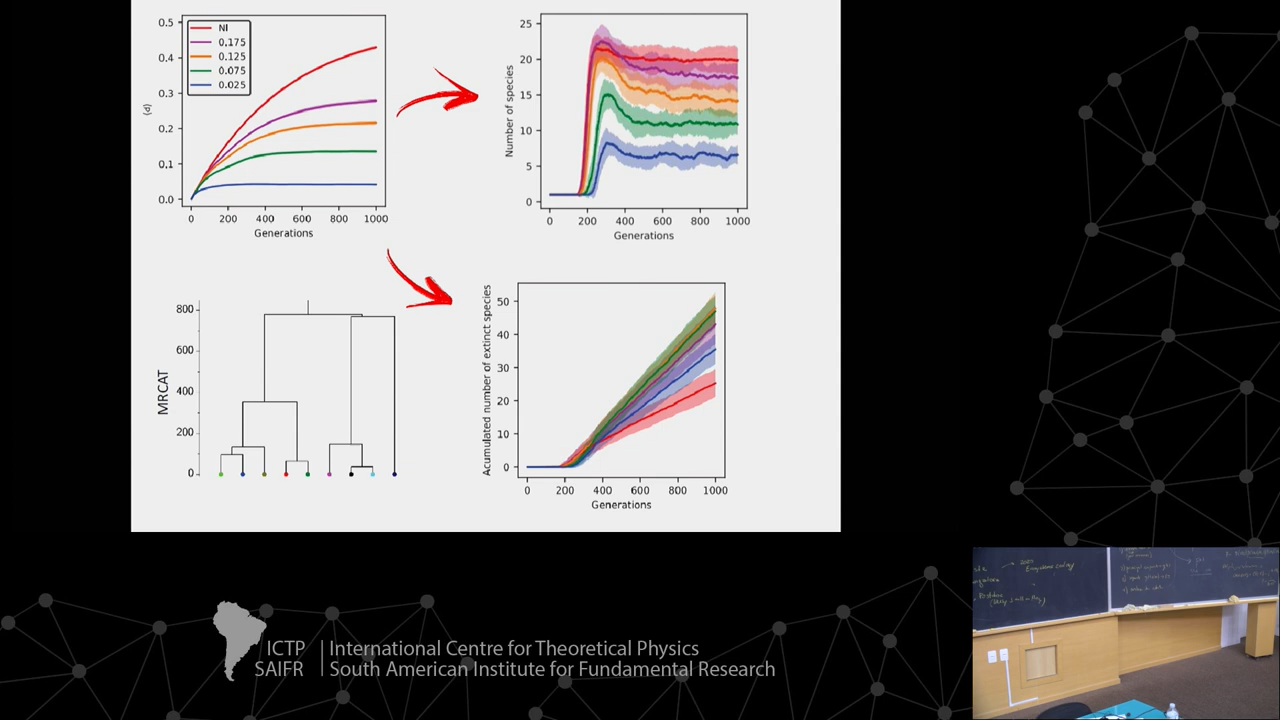 0.5
0.4
0.3
0.2
0.1
0.0
⟨d⟩
NI
0.175
0.125
0.075
0.025
0 200 400 600 800 1000
Generations
25
20
15
10
5
0
Number of species
0 200 400 600 800 1000
Generations
800
600
400
200
0
MRCAT
50
40
30
20
10
0
Acumulated number of extinct species
0 200 400 600 800 1000
Generations
ICTP
SAIFR
International Centre for Theoretical Physics
South American Institute for Fundamental Research